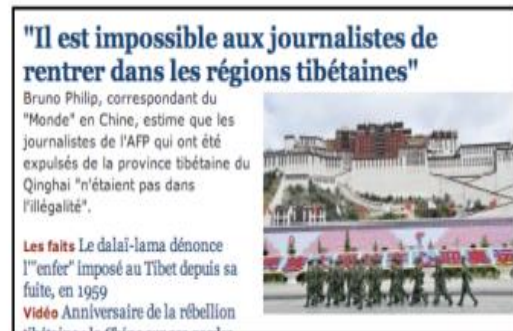 "Il est impossible aux journalistes de
rentrer dans les régions tibétaines"
Bruno Philip, correspondant du
"Monde" en Chine, estime que les
journalistes de l'AFP qui ont été
expulsés de la province tibétaine du
Qinghai "n'étaient pas dans
l'illégalité".
Les faits Le dalaï-lama dénonce
l'"enfer" imposé au Tibet depuis sa
fuite, en 1959
Vidéo Anniversaire de la rébellion